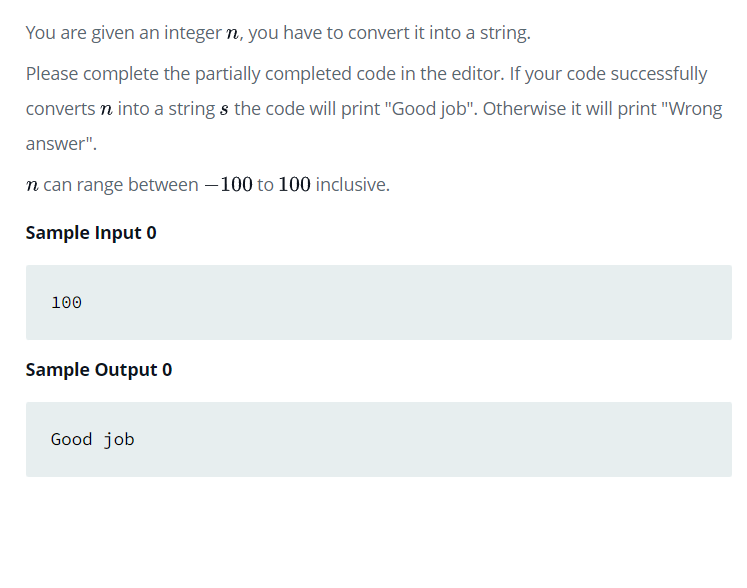 You are given an integer n, you have to convert it into a string.
Please complete the partially completed code in the editor. If your code successfully
converts n into a string s the code will print "Good job". Otherwise it will print "Wrong
answer".
n can range between −100 to 100 inclusive.
Sample Input 0
100
Sample Output 0
Good job